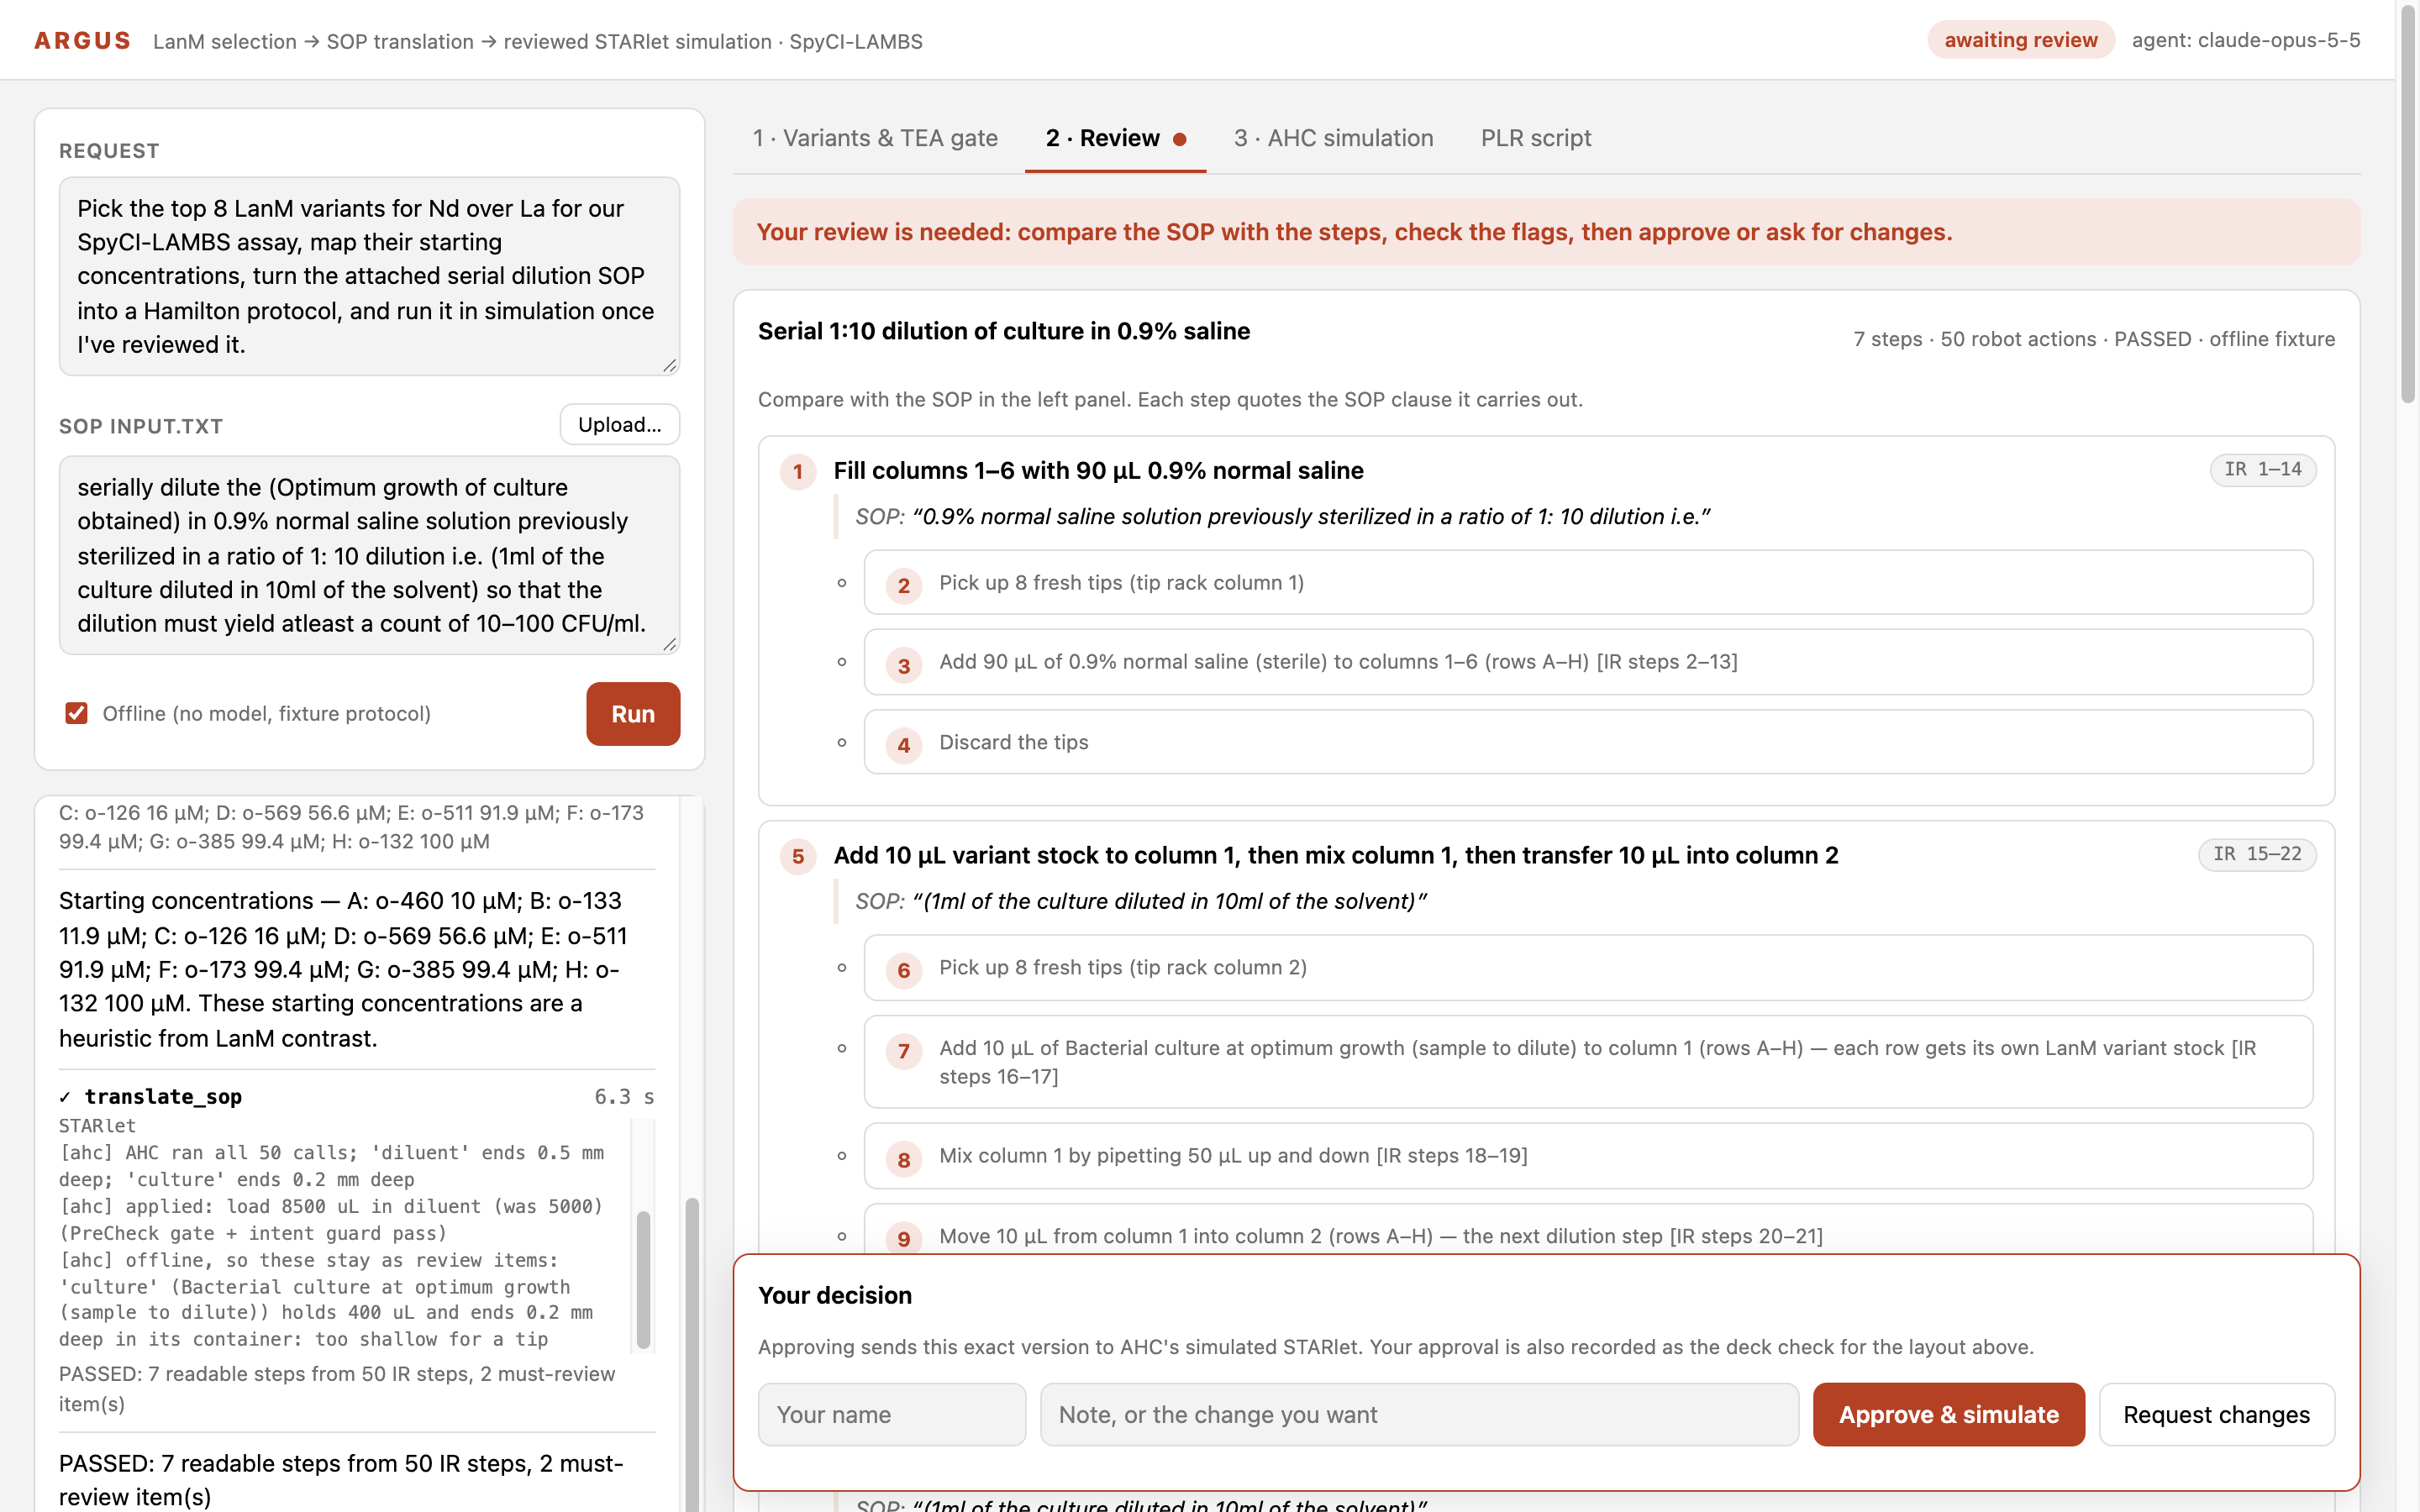 ARGUS LanM selection → SOP translation → reviewed STARlet simulation · SpyCI-LAMBS
awaiting review agent: claude-opus-5-5
REQUEST
Pick the top 8 LanM variants for Nd over La for our
SpyCI-LAMBS assay, map their starting
concentrations, turn the attached serial dilution SOP
into a Hamilton protocol, and run it in simulation once
I've reviewed it.
SOP INPUT.TXT
Upload...
serially dilute the (Optimum growth of culture
obtained) in 0.9% normal saline solution previously
sterilized in a ratio of 1: 10 dilution i.e. (1ml of the
culture diluted in 10ml of the solvent) so that the
dilution must yield atleast a count of 10–100 CFU/ml.
Offline (no model, fixture protocol)
Run
C: o-126 16 µM; D: o-569 56.6 µM; E: o-511 91.9 µM; F: o-173
99.4 µM; G: o-385 99.4 µM; H: o-132 100 µM
Starting concentrations — A: o-460 10 µM; B: o-133
11.9 µM; C: o-126 16 µM; D: o-569 56.6 µM; E: o-511
91.9 µM; F: o-173 99.4 µM; G: o-385 99.4 µM; H: o-
132 100 µM. These starting concentrations are a
heuristic from LanM contrast.
✓ translate_sop 6.3 s
STARlet
[ahc] AHC ran all 50 calls; 'diluent' ends 0.5 mm
deep; 'culture' ends 0.2 mm deep
[ahc] applied: load 8500 uL in diluent (was 5000)
(PreCheck gate + intent guard pass)
[ahc] offline, so these stay as review items:
'culture' (Bacterial culture at optimum growth
(sample to dilute)) holds 400 uL and ends 0.2 mm
deep in its container: too shallow for a tip
PASSED: 7 readable steps from 50 IR steps, 2 must-review
item(s)
PASSED: 7 readable steps from 50 IR steps, 2 must-
review item(s)
1 · Variants & TEA gate
2 · Review
3 · AHC simulation
PLR script
Your review is needed: compare the SOP with the steps, check the flags, then approve or ask for changes.
Serial 1:10 dilution of culture in 0.9% saline
7 steps · 50 robot actions · PASSED · offline fixture
Compare with the SOP in the left panel. Each step quotes the SOP clause it carries out.
1 Fill columns 1–6 with 90 µL 0.9% normal saline IR 1–14
SOP: “0.9% normal saline solution previously sterilized in a ratio of 1: 10 dilution i.e.”
2 Pick up 8 fresh tips (tip rack column 1)
3 Add 90 µL of 0.9% normal saline (sterile) to columns 1–6 (rows A–H) [IR steps 2–13]
4 Discard the tips
5 Add 10 µL variant stock to column 1, then mix column 1, then transfer 10 µL into column 2 IR 15–22
SOP: “(1ml of the culture diluted in 10ml of the solvent)”
6 Pick up 8 fresh tips (tip rack column 2)
7 Add 10 µL of Bacterial culture at optimum growth (sample to dilute) to column 1 (rows A–H) — each row gets its own LanM variant stock [IR
steps 16–17]
8 Mix column 1 by pipetting 50 µL up and down [IR steps 18–19]
9 Move 10 µL from column 1 into column 2 (rows A–H) — the next dilution step [IR steps 20–21]
Your decision
Approving sends this exact version to AHC's simulated STARlet. Your approval is also recorded as the deck check for the layout above.
Your name
Note, or the change you want
Approve & simulate
Request changes
SOP: “(1ml of the culture diluted in 10ml of the solvent)”